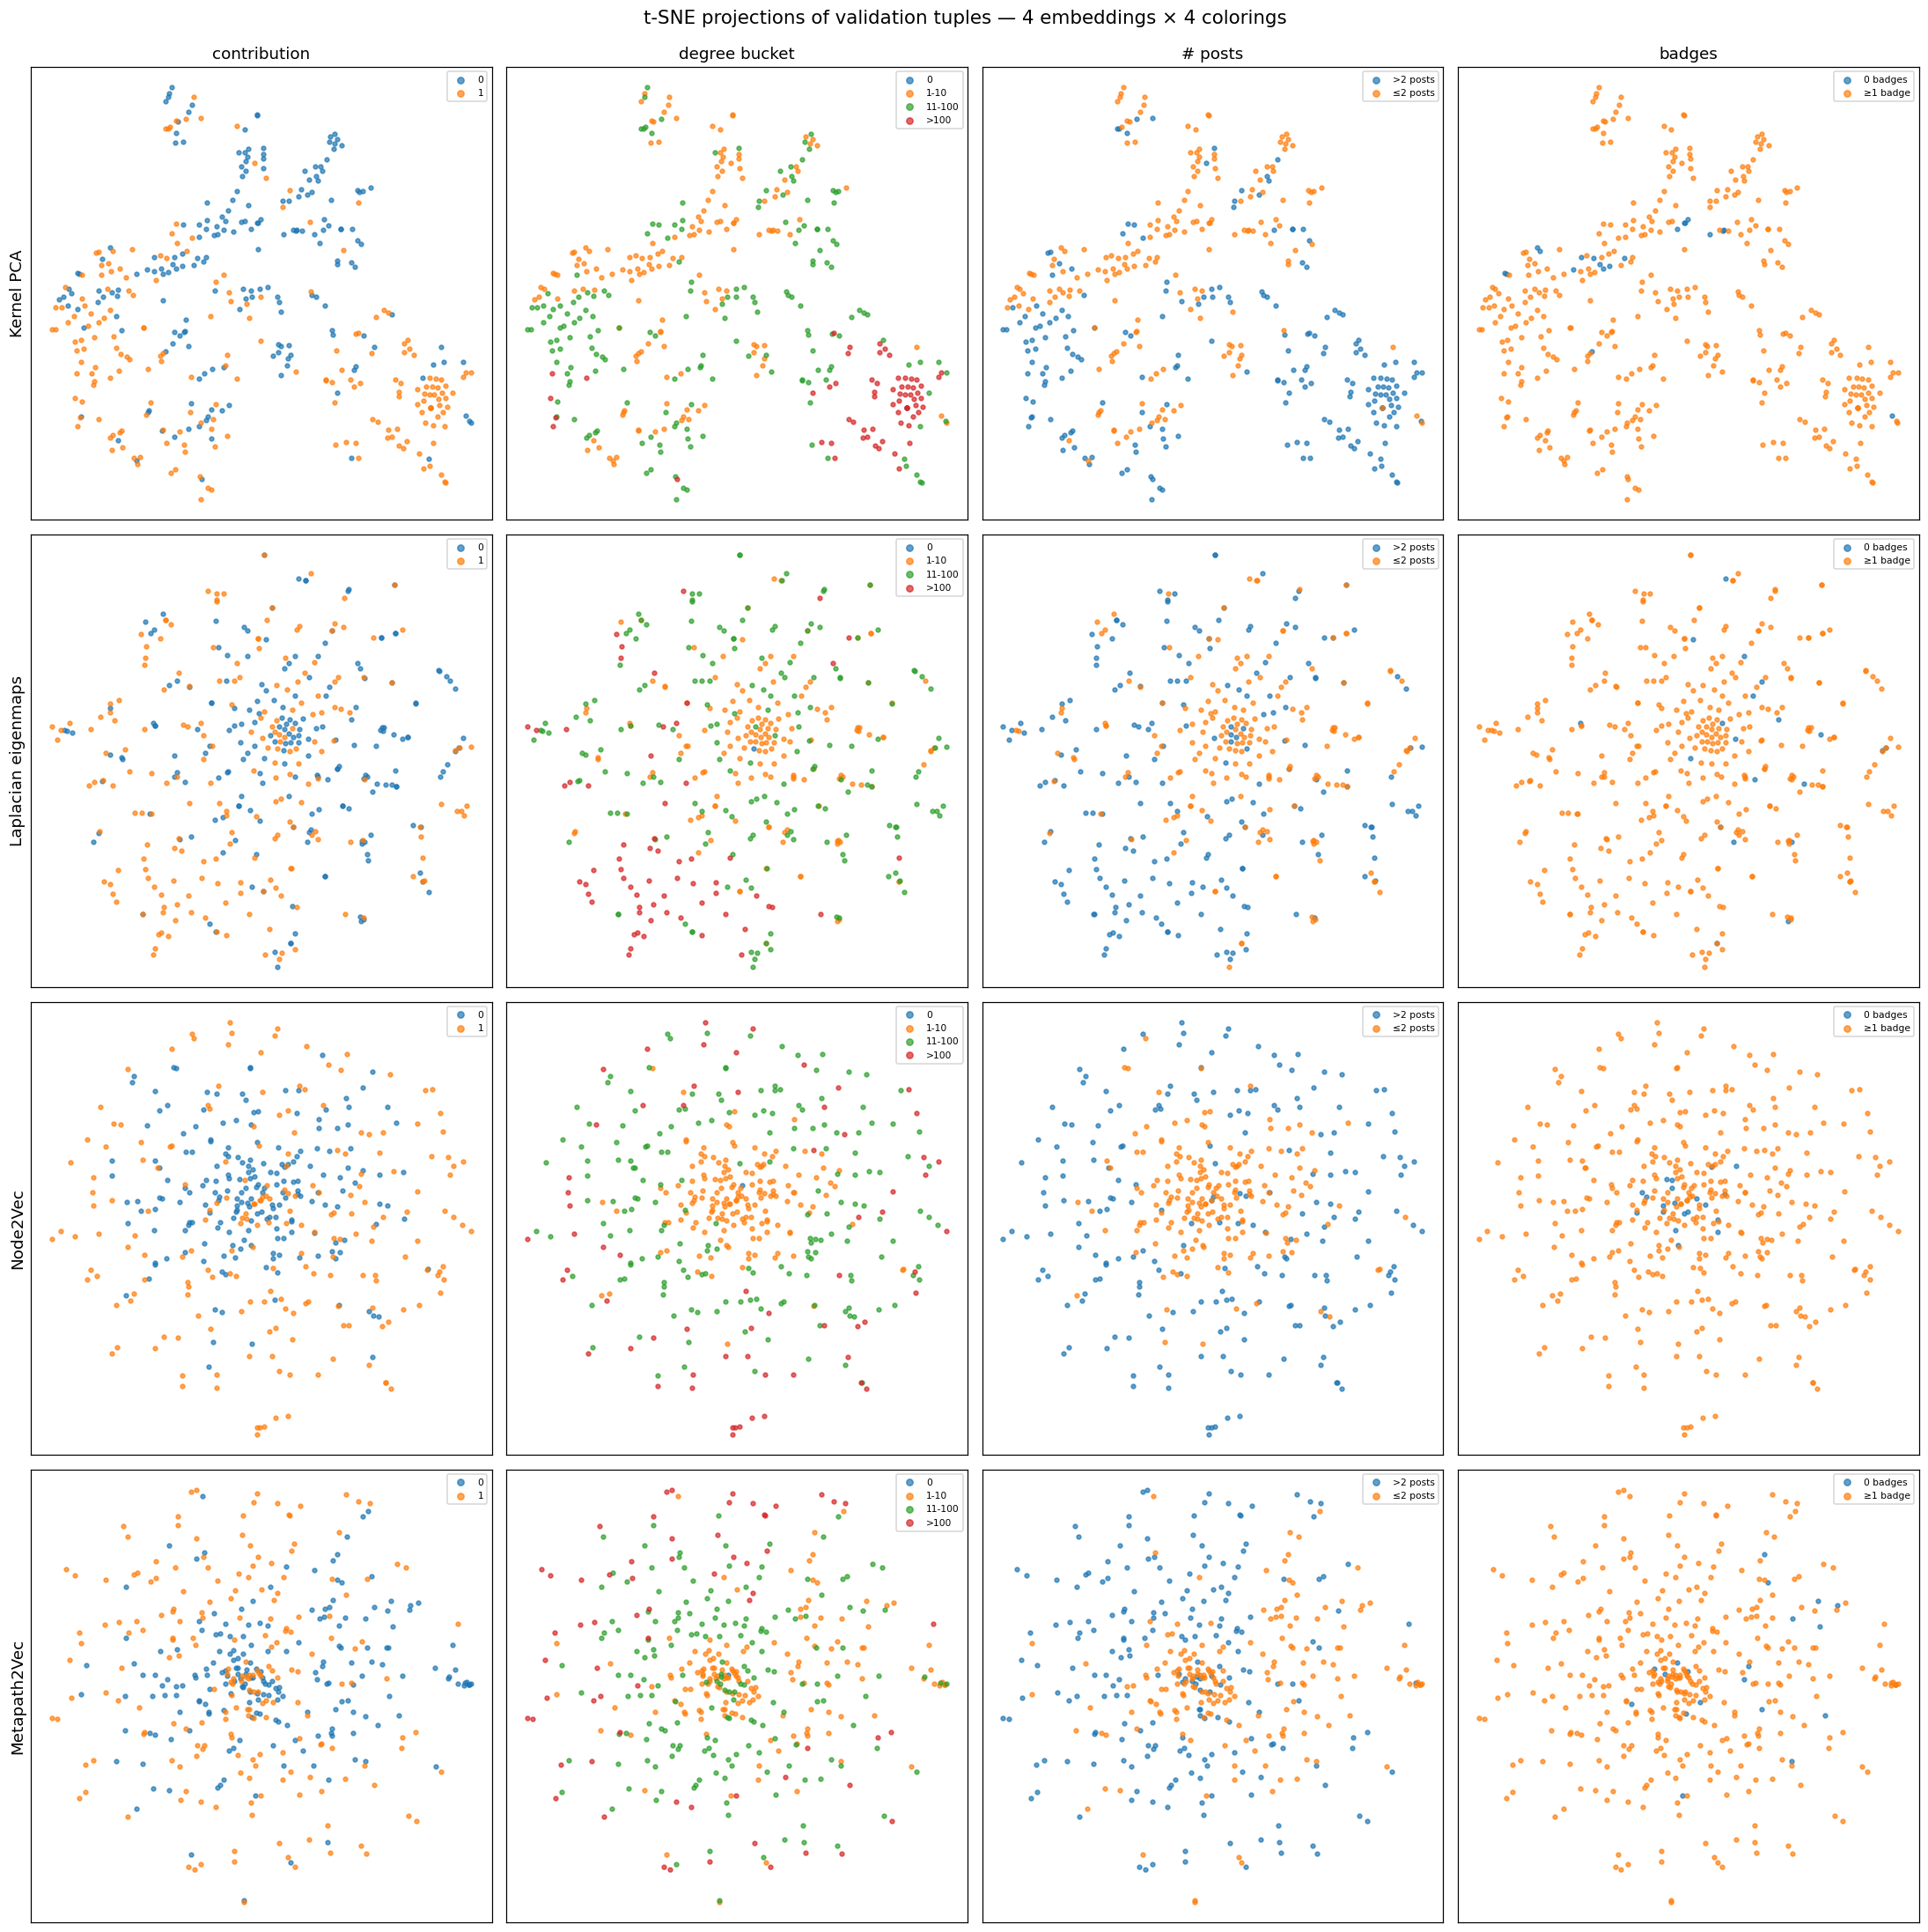 t-SNE projections of validation tuples — 4 embeddings × 4 colorings
contribution
degree bucket
# posts
badges
Kernel PCA
0
1
0
1-10
11-100
>100
>2 posts
≤2 posts
0 badges
≥1 badge
Laplacian eigenmaps
0
1
0
1-10
11-100
>100
>2 posts
≤2 posts
0 badges
≥1 badge
Node2Vec
0
1
0
1-10
11-100
>100
>2 posts
≤2 posts
0 badges
≥1 badge
Metapath2Vec
0
1
0
1-10
11-100
>100
>2 posts
≤2 posts
0 badges
≥1 badge